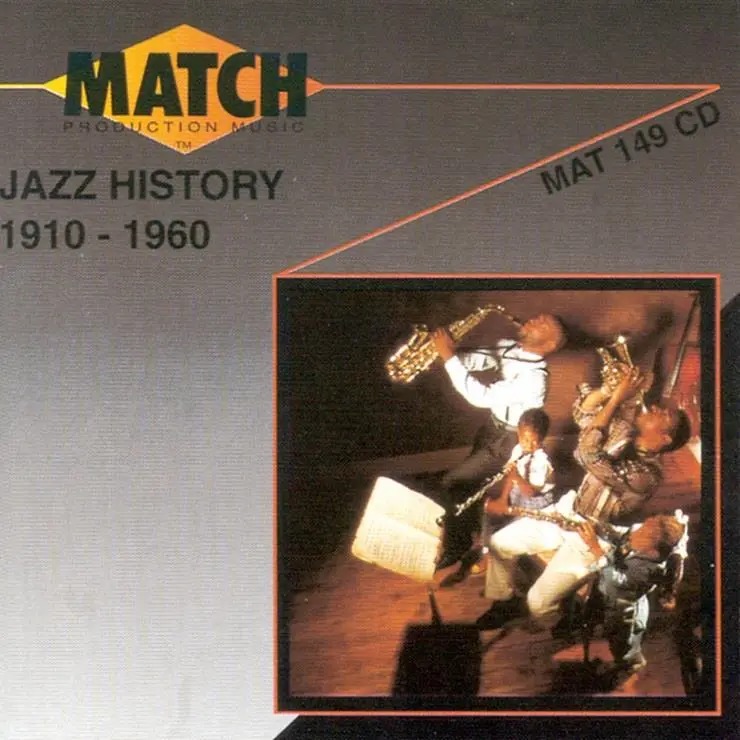 MATCH
PRODUCTION MUSIC
TM
MAT 149 CD
JAZZ HISTORY
1910 - 1960